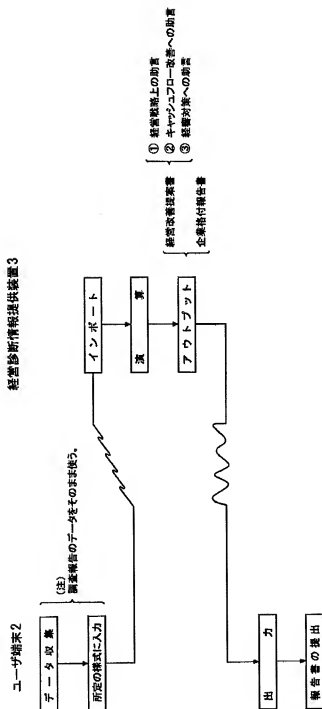 ユーザ端末2
経営診断情報提供装置3
データ収集
(注)
調査報告のデータをそのまま使う。
所定の様式に入力
インポート
演算
アウトプット
経営改善提案書
企業格付報告書
① 経営戦略上の助言
② キャッシュフロー改善への助言
③ 経審対策への助言
出力
報告書の提出